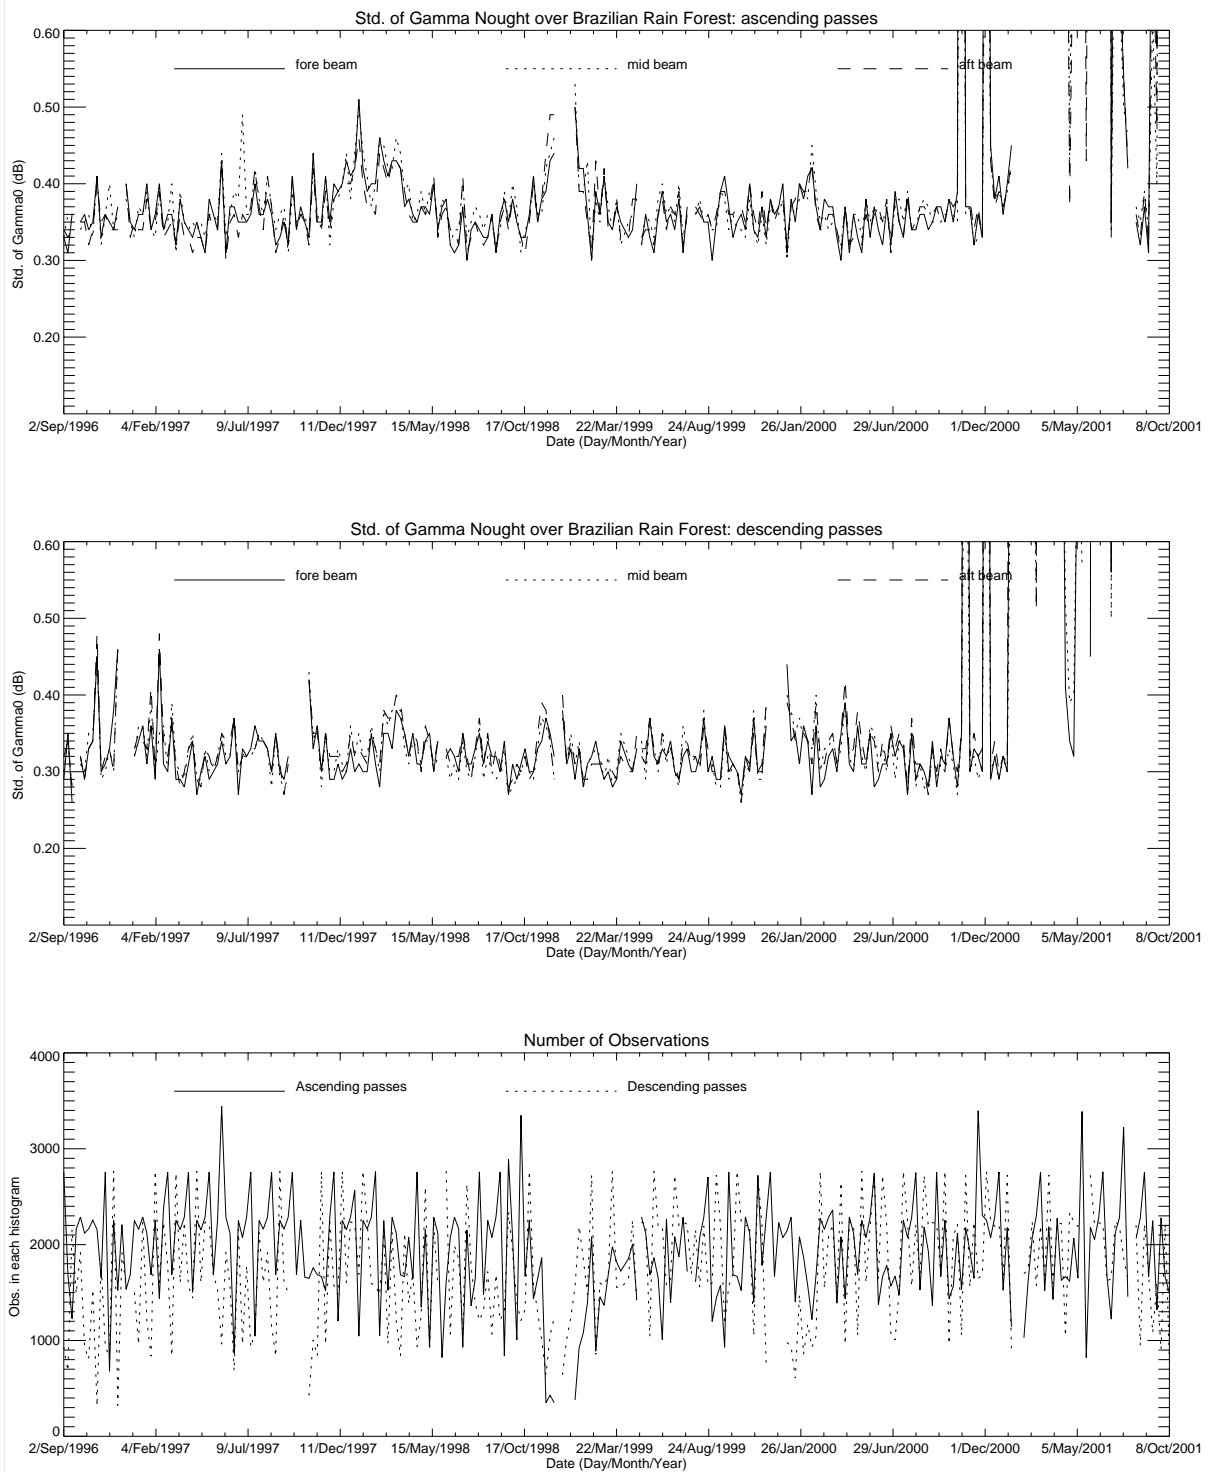 Std. of Gamma Nought over Brazilian Rain Forest: ascending passes
0.60
fore beam
mid beam
aft beam
0.50
0.40
Std. of Gamma0 (dB)
0.30
0.20
2/Sep/1996 4/Feb/1997 9/Jul/1997 11/Dec/1997 15/May/1998 17/Oct/1998 22/Mar/1999 24/Aug/1999 26/Jan/2000 29/Jun/2000 1/Dec/2000 5/May/2001 8/Oct/2001
Date (Day/Month/Year)
Std. of Gamma Nought over Brazilian Rain Forest: descending passes
0.60
fore beam
mid beam
aft beam
0.50
0.40
Std. of Gamma0 (dB)
0.30
0.20
2/Sep/1996 4/Feb/1997 9/Jul/1997 11/Dec/1997 15/May/1998 17/Oct/1998 22/Mar/1999 24/Aug/1999 26/Jan/2000 29/Jun/2000 1/Dec/2000 5/May/2001 8/Oct/2001
Date (Day/Month/Year)
Number of Observations
4000
Ascending passes
Descending passes
3000
2000
Obs. in each histogram
1000
0
2/Sep/1996 4/Feb/1997 9/Jul/1997 11/Dec/1997 15/May/1998 17/Oct/1998 22/Mar/1999 24/Aug/1999 26/Jan/2000 29/Jun/2000 1/Dec/2000 5/May/2001 8/Oct/2001
Date (Day/Month/Year)